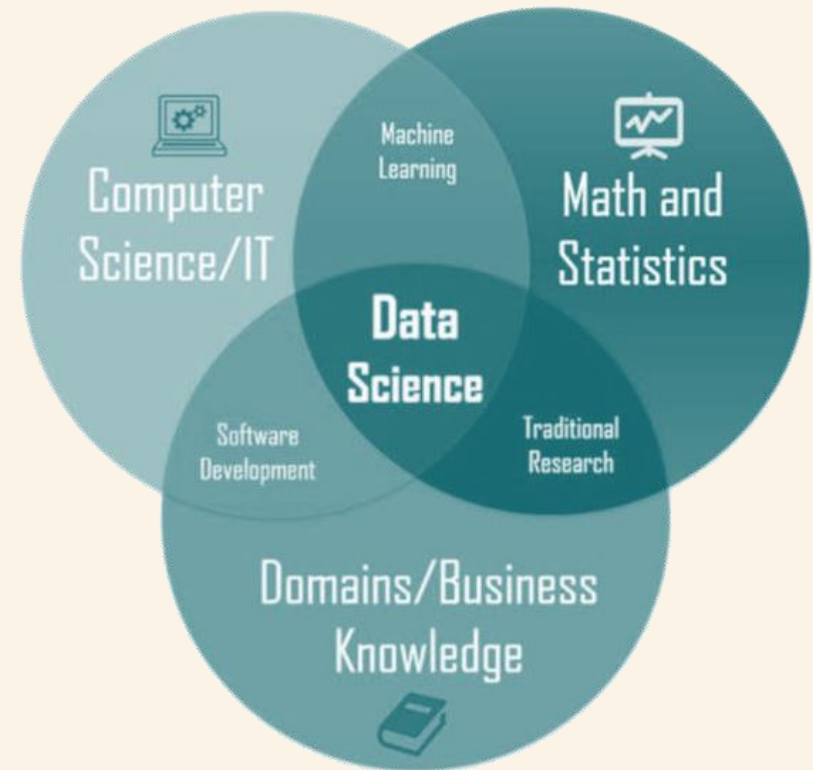 Machine
Learning
Computer
Science/IT
Math and
Statistics
Data
Science
Software
Development
Traditional
Research
Domains/Business
Knowledge